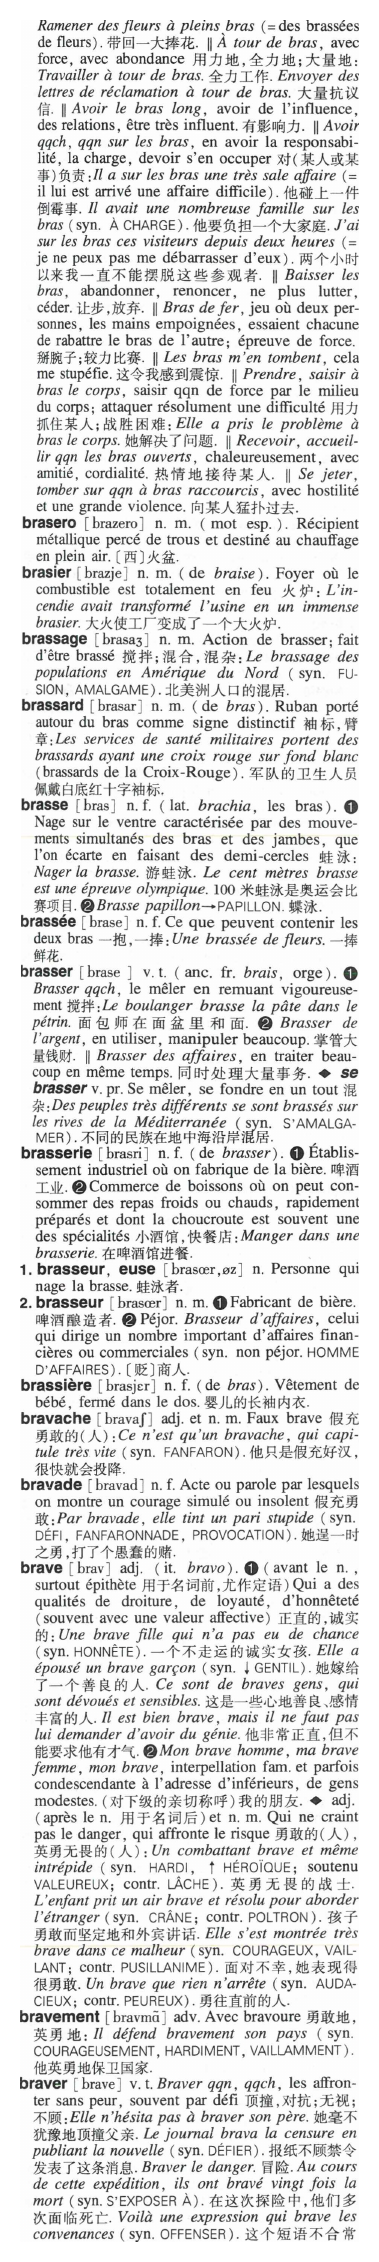 Ramener des fleurs à pleins bras (=des brassées
de fleurs). 带回一大捧花. ‖ À tour de bras, avec
force, avec abondance 用力地,全力地;大量地:
Travailler à tour de bras. 全力工作. Envoyer des
lettres de réclamation à tour de bras. 大量抗议
信. ‖ Avoir le bras long, avoir de l'influence,
des relations, être très influent. 有影响力. ‖ Avoir
qqch, qqn sur les bras, en avoir la responsabi-
lité, la charge, devoir s'en occuper 对(某人或某
事)负责:Il a sur les bras une très sale affaire (=
il lui est arrivé une affaire difficile). 他碰上一件
倒霉事. Il avait une nombreuse famille sur les
bras (syn. À CHARGE). 他要负担一个大家庭. J'ai
sur les bras ces visiteurs depuis deux heures (=
je ne peux pas me débarrasser d'eux). 两个小时
以来我一直不能摆脱这些参观者. ‖ Baisser les
bras, abandonner, renoncer, ne plus lutter,
céder. 让步,放弃. ‖ Bras de fer, jeu où deux per-
sonnes, les mains empoignées, essaient chacune
de rabattre le bras de l'autre; épreuve de force.
掰腕子;较力比赛. ‖ Les bras m'en tombent, cela
me stupéfie. 这令我感到震惊. ‖ Prendre, saisir à
bras le corps, saisir qqn de force par le milieu
du corps; attaquer résolument une difficulté 用力
抓住某人;战胜困难:Elle a pris le problème à
bras le corps. 她解决了问题. ‖ Recevoir, accueil-
lir qqn les bras ouverts, chaleureusement, avec
amitié, cordialité. 热情地接待某人. ‖ Se jeter,
tomber sur qqn à bras raccourcis, avec hostilité
et une grande violence. 向某人猛扑过去.
brasero [brazero] n. m. (mot esp.). Récipient
métallique percé de trous et destiné au chauffage
en plein air. [西]火盆.
brasier [brazje] n. m. (de braise). Foyer où le
combustible est totalement en feu 火炉: L'in-
cendie avait transformé l'usine en un immense
brasier. 大火使工厂变成了一个大火炉.
brassage [brasaʒ] n. m. Action de brasser; fait
d'être brassé 搅拌;混合,混杂:Le brassage des
populations en Amérique du Nord (syn. FU-
SION, AMALGAME). 北美洲人口的混居.
brassard [brasar] n. m. (de bras). Ruban porté
autour du bras comme signe distinctif 袖标,臂
章:Les services de santé militaires portent des
brassards ayant une croix rouge sur fond blanc
(brassards de la Croix-Rouge). 军队的卫生人员
佩戴白底红十字袖标.
brasse [bras] n. f. (lat. brachia, les bras). ❶
Nage sur le ventre caractérisée par des mouve-
ments simultanés des bras et des jambes, que
l'on écarte en faisant des demi-cercles 蛙泳:
Nager la brasse. 游蛙泳. Le cent mètres brasse
est une épreuve olympique. 100 米蛙泳是奥运会比
赛项目. ❷ Brasse papillon→PAPILLON. 蝶泳.
brassée [brase] n. f. Ce que peuvent contenir les
deux bras 一抱,一捧:Une brassée de fleurs. 一捧
鲜花.
brasser [brase ] v. t. (anc. fr. brais, orge). ❶
Brasser qqch, le mêler en remuant vigoureuse-
ment 搅拌:Le boulanger brasse la pâte dans le
pétrin. 面包师在面盆里和面. ❷ Brasser de
l'argent, en utiliser, manipuler beaucoup. 掌管大
量钱财. ‖ Brasser des affaires, en traiter beau-
coup en même temps. 同时处理大量事务. ◆ se
brasser v. pr. Se mêler, se fondre en un tout 混
杂:Des peuples très différents se sont brassés sur
les rives de la Méditerranée (syn. S'AMALGA-
MER). 不同的民族在地中海沿岸混居.
brasserie [brasri] n. f. (de brasser). ❶ Établis-
sement industriel où on fabrique de la bière. 啤酒
工业. ❷ Commerce de boissons où on peut con-
sommer des repas froids ou chauds, rapidement
préparés et dont la choucroute est souvent une
des spécialités 小酒馆,快餐店: Manger dans une
brasserie. 在啤酒馆进餐.
1. brasseur, euse [brasœr,øz] n. Personne qui
nage la brasse. 蛙泳者.
2. brasseur [brasœr] n. m. ❶ Fabricant de bière.
啤酒酿造者. ❷ Péjor. Brasseur d'affaires, celui
qui dirige un nombre important d'affaires finan-
cières ou commerciales (syn. non péjor. HOMME
D'AFFAIRES). [贬]商人.
brassière [brasjɛr] n. f. (de bras). Vêtement de
bébé, fermé dans le dos. 婴儿的长袖内衣.
bravache [bravaʃ] adj. et n. m. Faux brave 假充
勇敢的(人):Ce n'est qu'un bravache, qui capi-
tule très vite (syn. FANFARON). 他只是假充好汉,
很快就会投降.
bravade [bravad] n. f. Acte ou parole par lesquels
on montre un courage simulé ou insolent 假充勇
敢:Par bravade, elle tint un pari stupide (syn.
DÉFI, FANFARONNADE, PROVOCATION). 她逞一时
之勇,打了个愚蠢的赌.
brave [brav] adj. (it. bravo). ❶ (avant le n.,
surtout épithète 用于名词前,尤作定语) Qui a des
qualités de droiture, de loyauté, d'honnêteté
(souvent avec une valeur affective) 正直的,诚实
的: Une brave fille qui n'a pas eu de chance
(syn. HONNÊTE). 一个不走运的诚实女孩. Elle a
épousé un brave garçon (syn. ↓ GENTIL). 她嫁给
了一个善良的人. Ce sont de braves gens, qui
sont dévoués et sensibles. 这是一些心地善良、感情
丰富的人. Il est bien brave, mais il ne faut pas
lui demander d'avoir du génie. 他非常正直,但不
能要求他有才气. ❷ Mon brave homme, ma brave
femme, mon brave, interpellation fam. et parfois
condescendante à l'adresse d'inférieurs, de gens
modestes. (对下级的亲切称呼)我的朋友. ◆ adj.
(après le n. 用于名词后) et n. m. Qui ne craint
pas le danger, qui affronte le risque 勇敢的(人),
英勇无畏的(人): Un combattant brave et même
intrépide (syn. HARDI, ↑ HÉROÏQUE; soutenu
VALEUREUX; contr. LÂCHE). 英勇无畏的战士.
L'enfant prit un air brave et résolu pour aborder
l'étranger (syn. CRÂNE; contr. POLTRON). 孩子
勇敢而坚定地和外宾讲话. Elle s'est montrée très
brave dans ce malheur (syn. COURAGEUX, VAIL-
LANT; contr. PUSILLANIME). 面对不幸,她表现得
很勇敢. Un brave que rien n'arrête (syn. AUDA-
CIEUX; contr. PEUREUX). 勇往直前的人.
bravement [bravmɑ̃] adv. Avec bravoure 勇敢地,
英勇地: Il défend bravement son pays (syn.
COURAGEUSEMENT, HARDIMENT, VAILLAMMENT).
他英勇地保卫国家.
braver [brave] v. t. Braver qqn, qqch, les affron-
ter sans peur, souvent par défi 顶撞,对抗;无视;
不顾:Elle n'hésita pas à braver son père. 她毫不
犹豫地顶撞父亲. Le journal brava la censure en
publiant la nouvelle (syn. DÉFIER). 报纸不顾禁令
发表了这条消息. Braver le danger. 冒险. Au cours
de cette expédition, ils ont bravé vingt fois la
mort (syn. S'EXPOSER À). 在这次探险中,他们多
次面临死亡. Voilà une expression qui brave les
convenances (syn. OFFENSER). 这个短语不合常